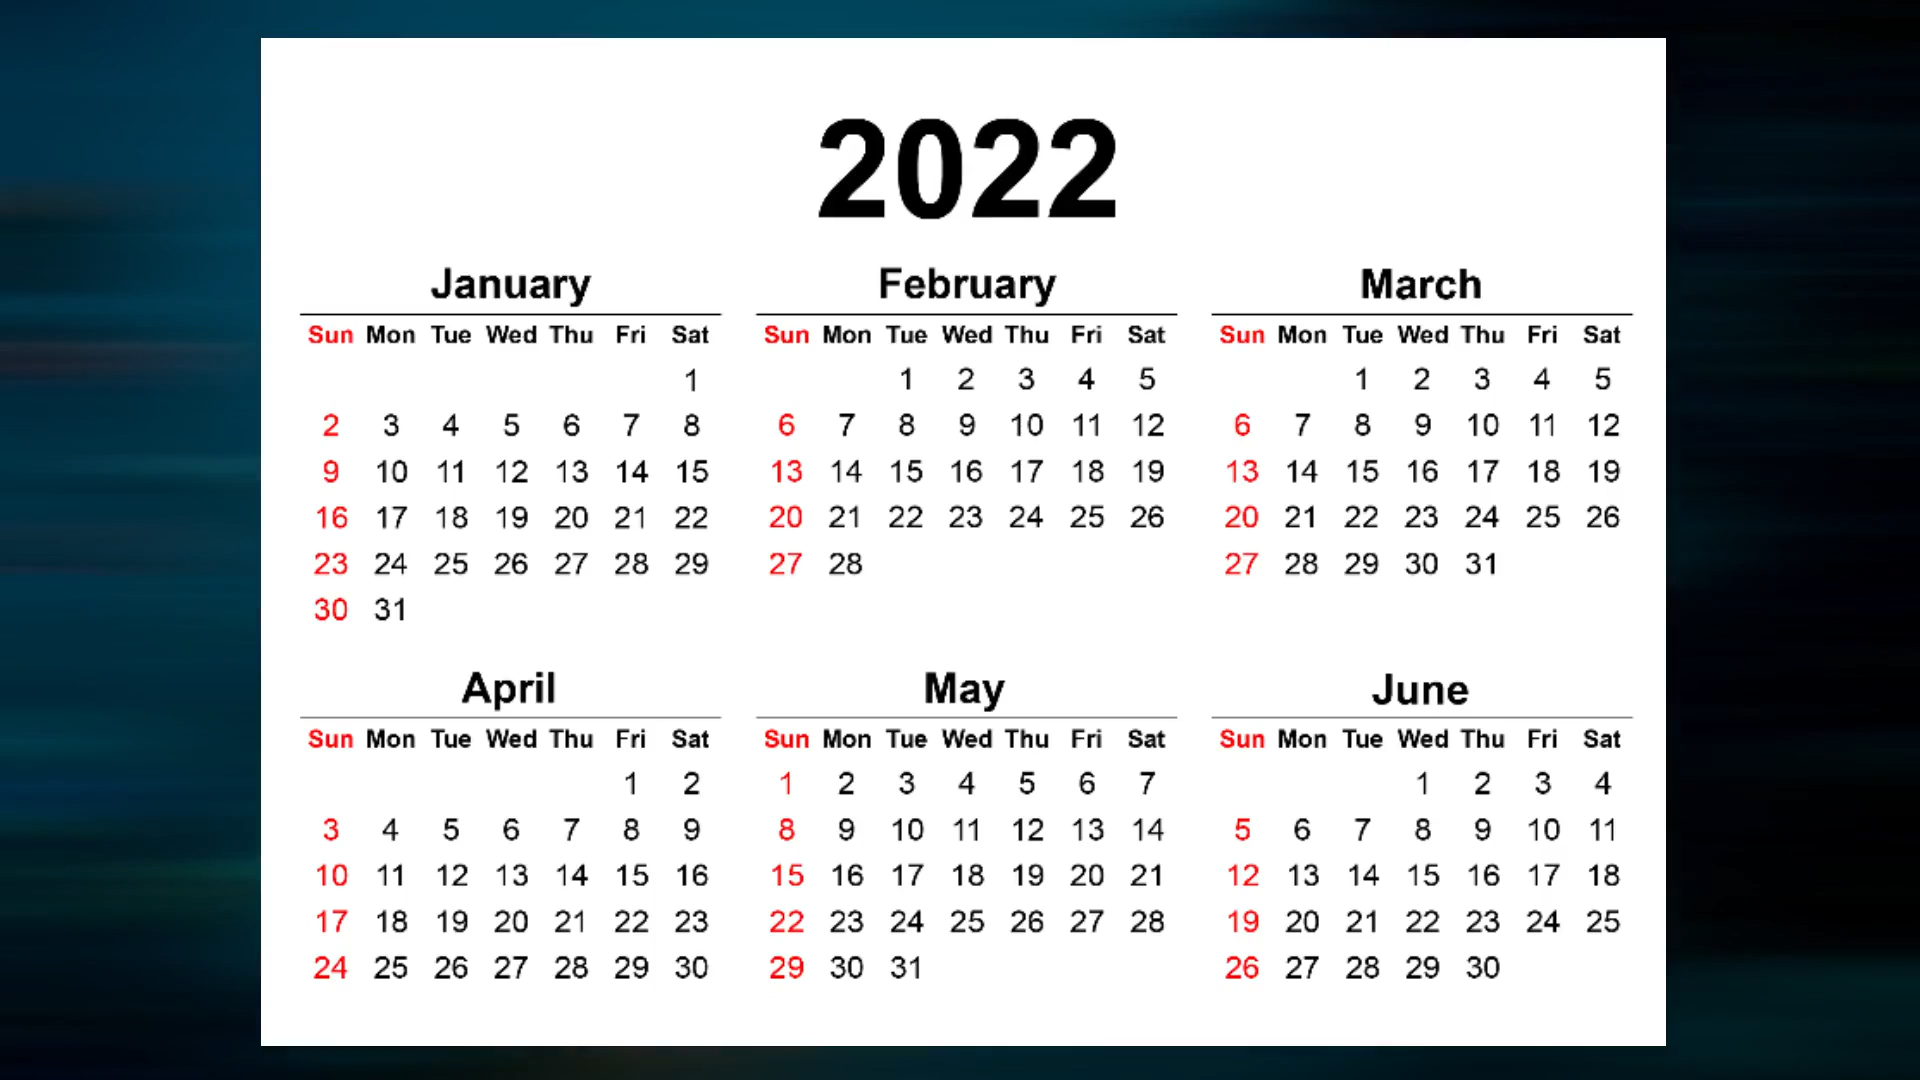 2022
January
Sun Mon Tue Wed Thu Fri Sat
1
2 3 4 5 6 7 8
9 10 11 12 13 14 15
16 17 18 19 20 21 22
23 24 25 26 27 28 29
30 31
February
Sun Mon Tue Wed Thu Fri Sat
1 2 3 4 5
6 7 8 9 10 11 12
13 14 15 16 17 18 19
20 21 22 23 24 25 26
27 28
March
Sun Mon Tue Wed Thu Fri Sat
1 2 3 4 5
6 7 8 9 10 11 12
13 14 15 16 17 18 19
20 21 22 23 24 25 26
27 28 29 30 31
April
Sun Mon Tue Wed Thu Fri Sat
1 2
3 4 5 6 7 8 9
10 11 12 13 14 15 16
17 18 19 20 21 22 23
24 25 26 27 28 29 30
May
Sun Mon Tue Wed Thu Fri Sat
1 2 3 4 5 6 7
8 9 10 11 12 13 14
15 16 17 18 19 20 21
22 23 24 25 26 27 28
29 30 31
June
Sun Mon Tue Wed Thu Fri Sat
1 2 3 4
5 6 7 8 9 10 11
12 13 14 15 16 17 18
19 20 21 22 23 24 25
26 27 28 29 30